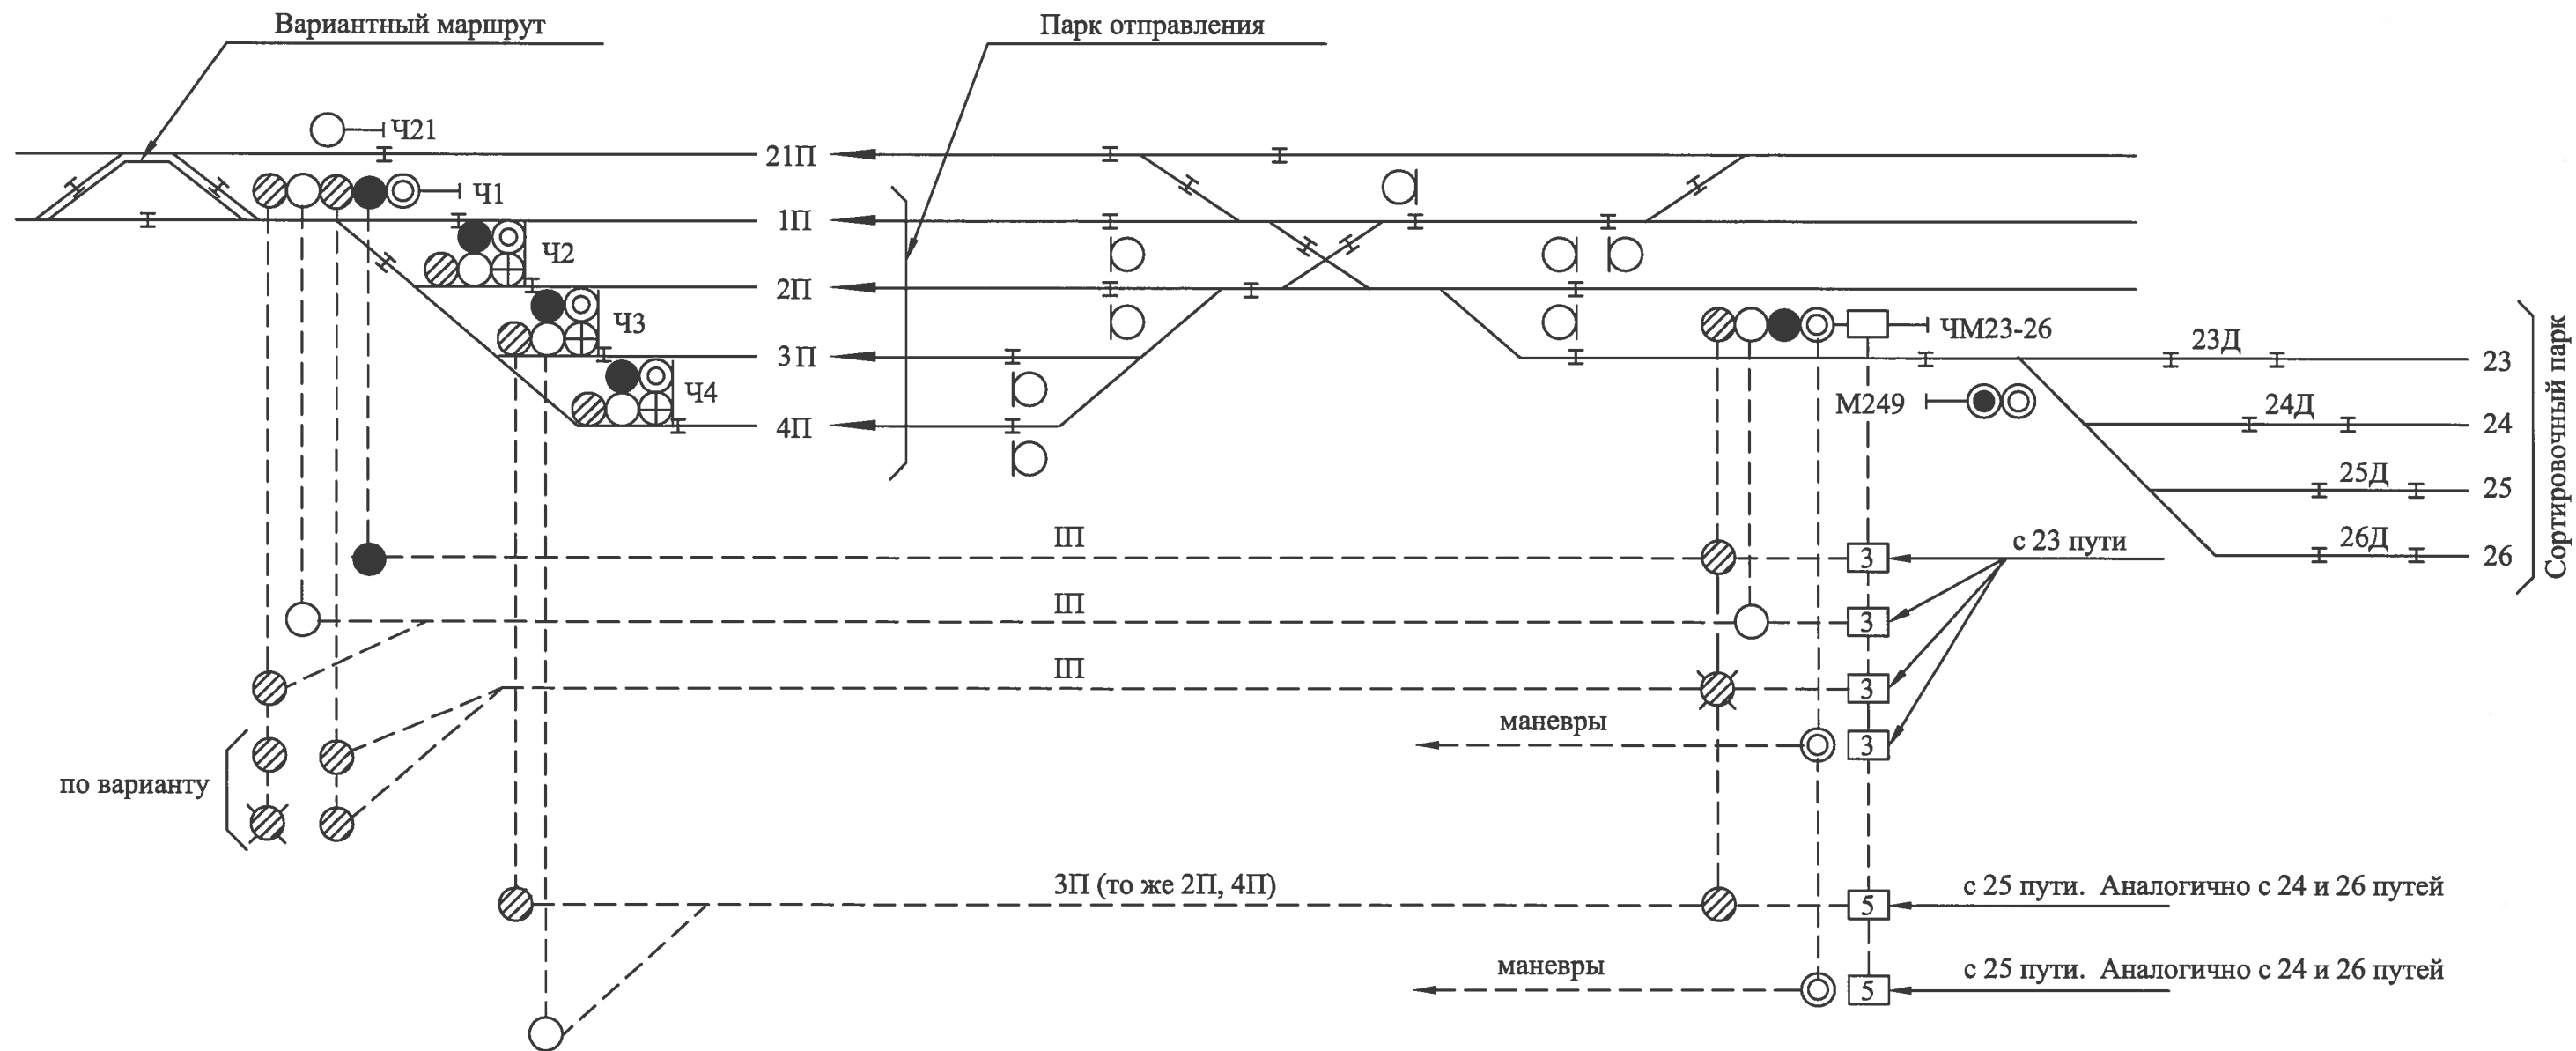 Вариантный маршрут
Парк отправления
Ч21
21П
Ч1
1П
Ч2
2П
Ч3
3П
Ч4
4П
ЧМ23-26
М249
23Д
23
24Д
24
25Д
25
26Д
26
Сортировочный парк
IП
3
с 23 пути
IП
3
IП
3
маневры
3
по варианту
3П (то же 2П, 4П)
5
с 25 пути. Аналогично с 24 и 26 путей
маневры
5
с 25 пути. Аналогично с 24 и 26 путей